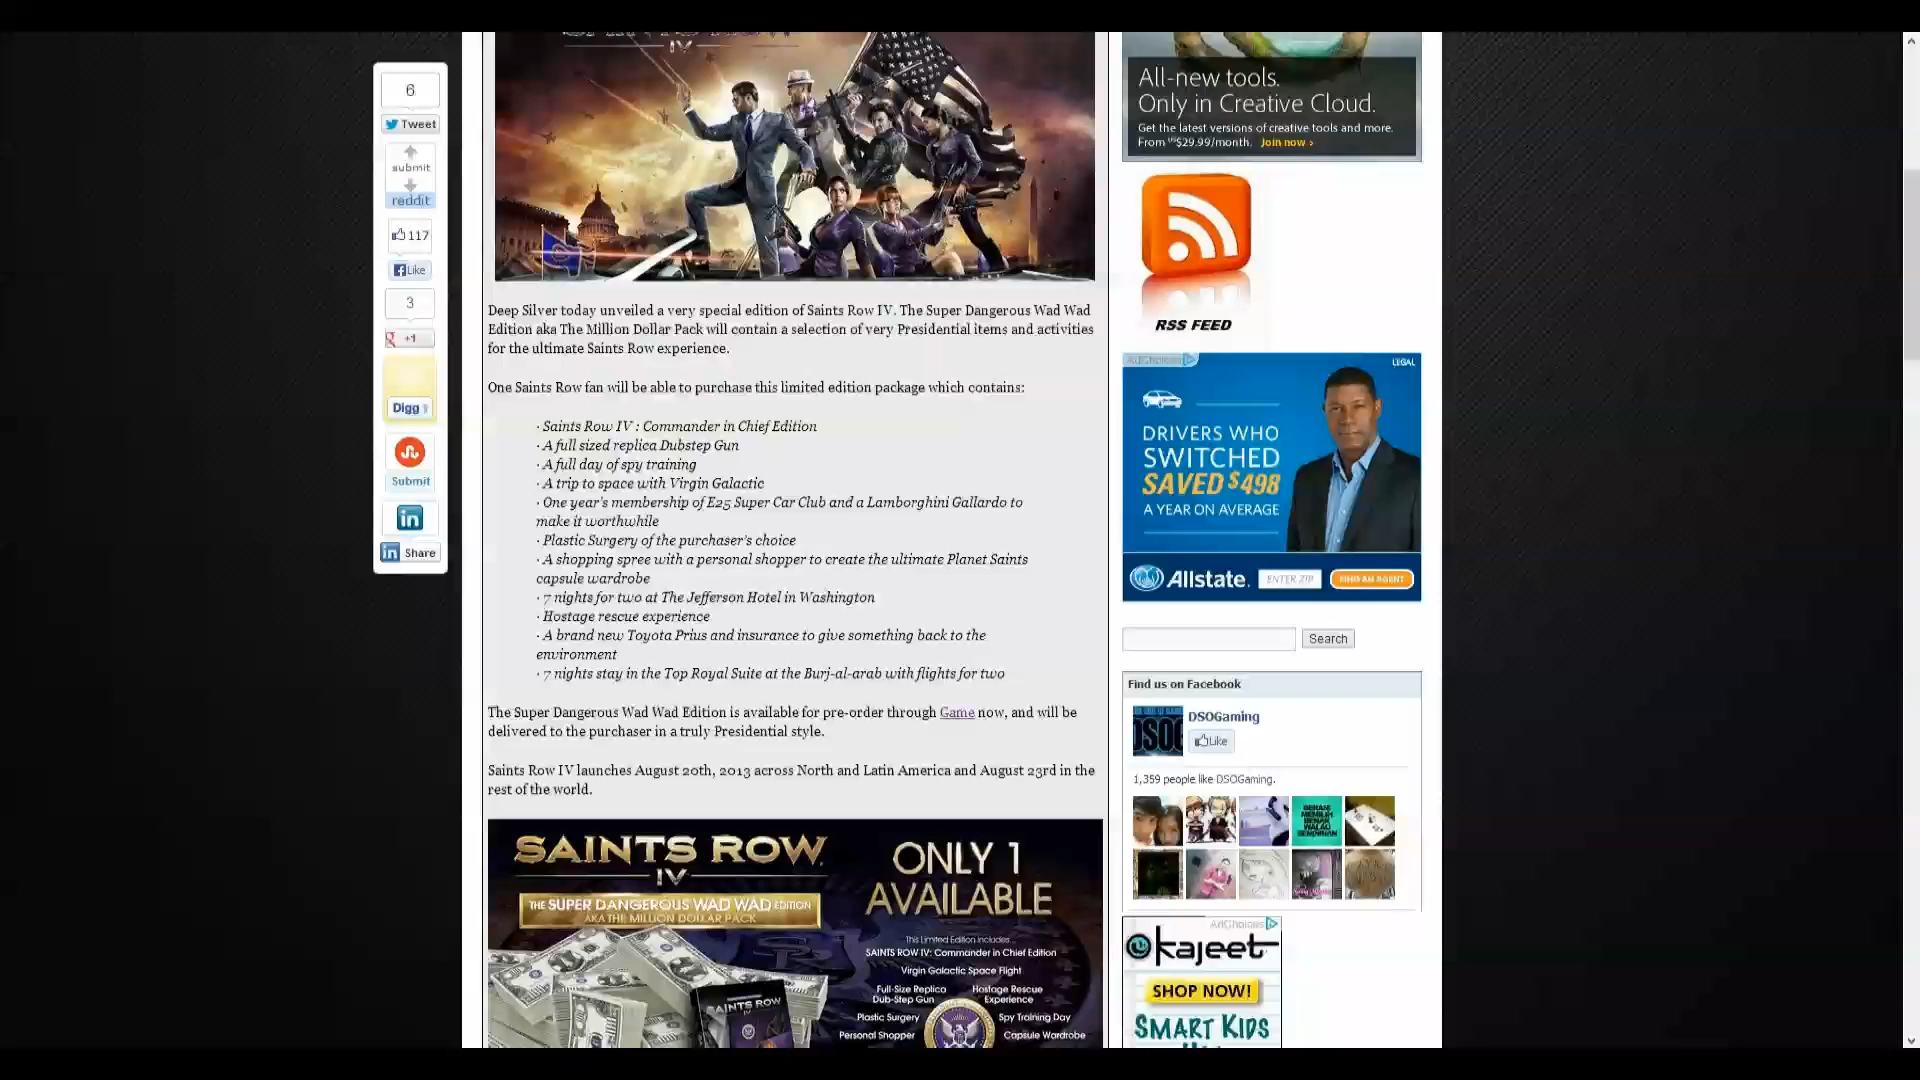 IV
6
Tweet
submit
reddit
117
Like
3
+1
Digg
Submit
Share
Deep Silver today unveiled a very special edition of Saints Row IV. The Super Dangerous Wad Wad
Edition aka The Million Dollar Pack will contain a selection of very Presidential items and activities
for the ultimate Saints Row experience.
One Saints Row fan will be able to purchase this limited edition package which contains:
· Saints Row IV : Commander in Chief Edition
· A full sized replica Dubstep Gun
· A full day of spy training
· A trip to space with Virgin Galactic
· One year's membership of E25 Super Car Club and a Lamborghini Gallardo to
make it worthwhile
· Plastic Surgery of the purchaser's choice
· A shopping spree with a personal shopper to create the ultimate Planet Saints
capsule wardrobe
· 7 nights for two at The Jefferson Hotel in Washington
· Hostage rescue experience
· A brand new Toyota Prius and insurance to give something back to the
environment
· 7 nights stay in the Top Royal Suite at the Burj-al-arab with flights for two
The Super Dangerous Wad Wad Edition is available for pre-order through Game now, and will be
delivered to the purchaser in a truly Presidential style.
Saints Row IV launches August 20th, 2013 across North and Latin America and August 23rd in the
rest of the world.
SAINTS ROW
IV
THE SUPER DANGEROUS WAD WAD EDITION
AKA THE MILLION DOLLAR PACK
ONLY 1
AVAILABLE
This Limited Edition Includes...
SAINTS ROW IV: Commander in Chief Edition
Virgin Galactic Space Flight
Full-Size Replica
Dub-Step Gun
Hostage Rescue
Experience
Plastic Surgery
Spy Training Day
Personal Shopper
Capsule Wardrobe
SAINTS ROW
IV
All-new tools.
Only in Creative Cloud.
Get the latest versions of creative tools and more.
From US$29.99/month. Join now ›
RSS FEED
AdChoices
LEGAL
DRIVERS WHO
SWITCHED
SAVED $498
A YEAR ON AVERAGE
Allstate.
ENTER ZIP
FIND AN AGENT
Search
Find us on Facebook
DSOGaming
Like
1,359 people like DSOGaming.
AdChoices
kajeet
SHOP NOW!
SMART KIDS